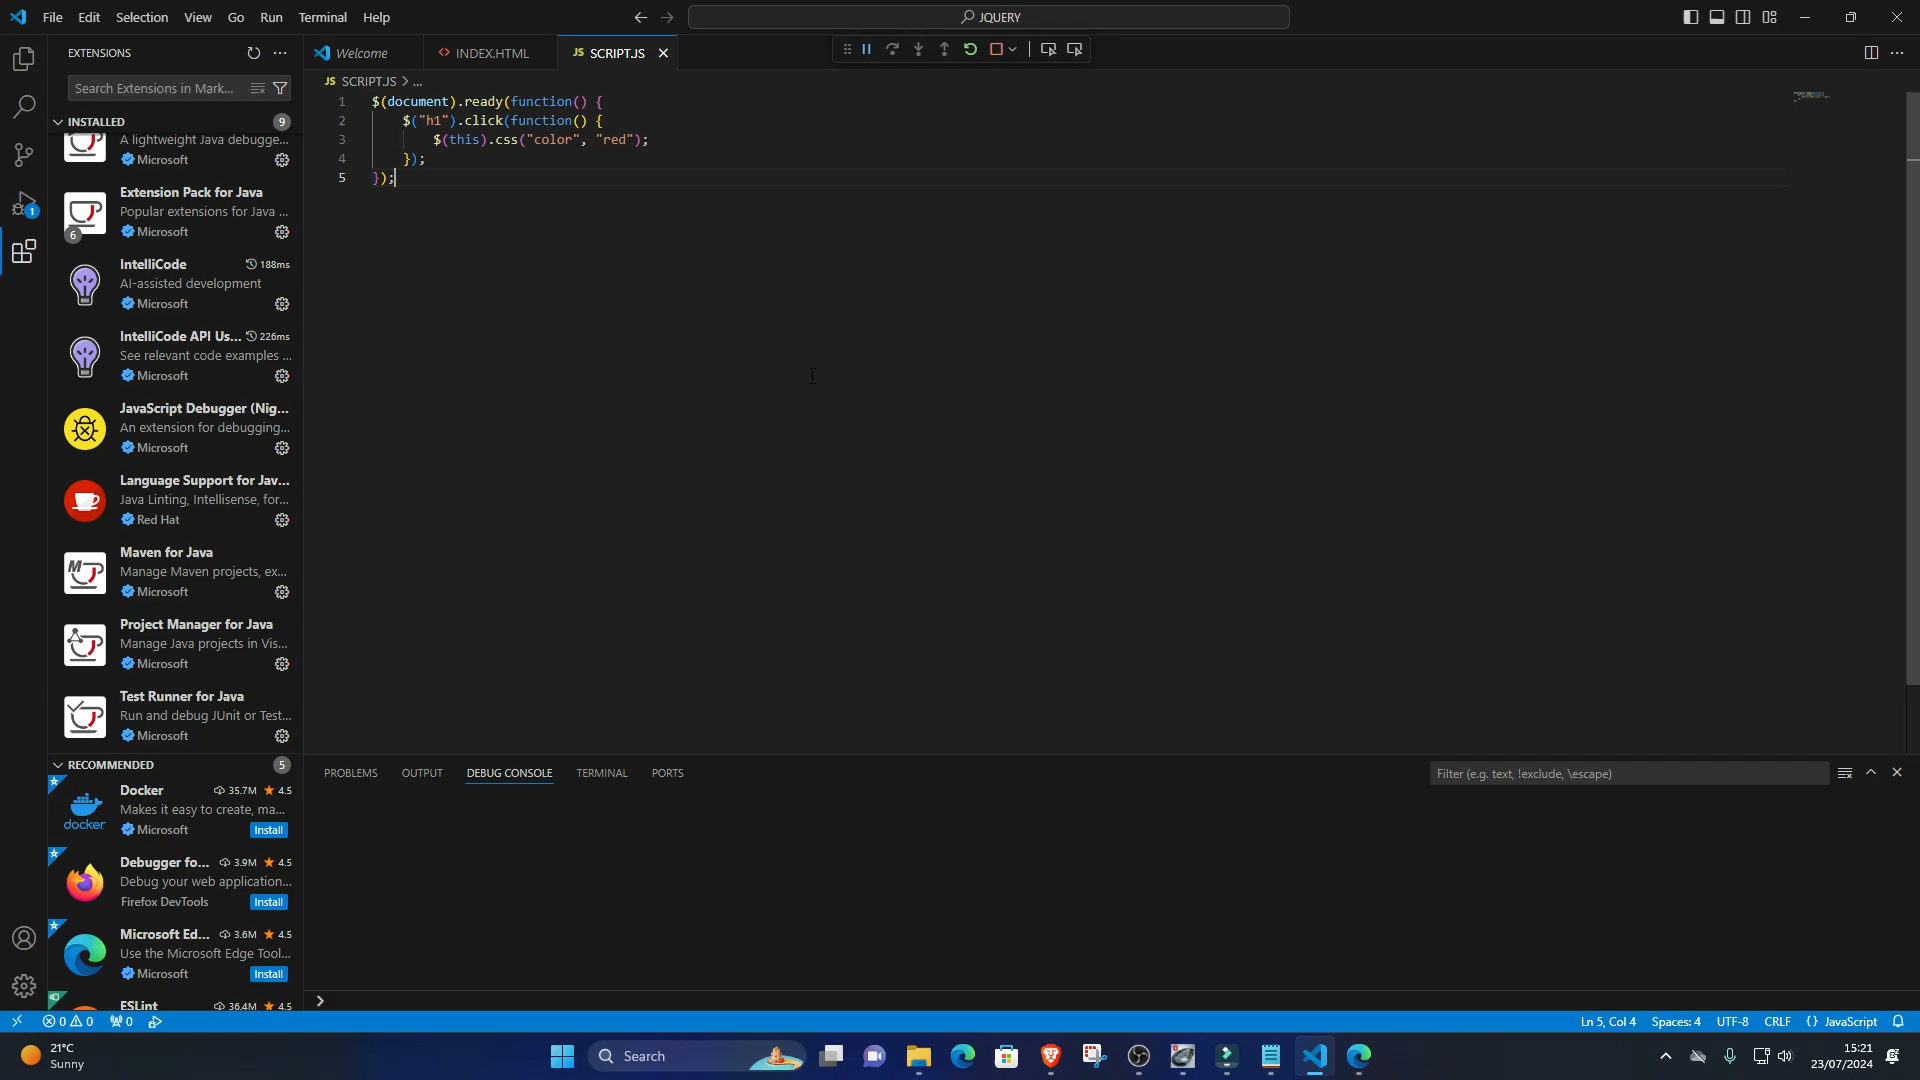 File Edit Selection View Go Run Terminal Help
JQUERY
EXTENSIONS
Search Extensions in Mark...
INSTALLED 9
A lightweight Java debugge...
Microsoft
Extension Pack for Java
Popular extensions for Java ...
6 Microsoft
IntelliCode 188ms
AI-assisted development
Microsoft
IntelliCode API Us... 226ms
See relevant code examples ...
Microsoft
JavaScript Debugger (Nig...
An extension for debugging...
Microsoft
Language Support for Jav...
Java Linting, Intellisense, for...
Red Hat
Maven for Java
Manage Maven projects, ex...
Microsoft
Project Manager for Java
Manage Java projects in Vis...
Microsoft
Test Runner for Java
Run and debug JUnit or Test...
Microsoft
RECOMMENDED 5
Docker 35.7M 4.5
Makes it easy to create, ma...
docker Microsoft Install
Debugger fo... 3.9M 4.5
Debug your web application...
Firefox DevTools Install
Microsoft Ed... 3.6M 4.5
Use the Microsoft Edge Tool...
Microsoft Install
ESLint 36.4M 4.5
1
Welcome INDEX.HTML JS SCRIPT.JS
JS SCRIPT.JS > ...
1 $(document).ready(function() {
2 $("h1").click(function() {
3 $(this).css("color", "red");
4 });
5 });
PROBLEMS OUTPUT DEBUG CONSOLE TERMINAL PORTS
Filter (e.g. text, !exclude, \escape)
0 0 0
Ln 5, Col 4 Spaces: 4 UTF-8 CRLF {} JavaScript
21°C
Sunny
Search
15:21
23/07/2024